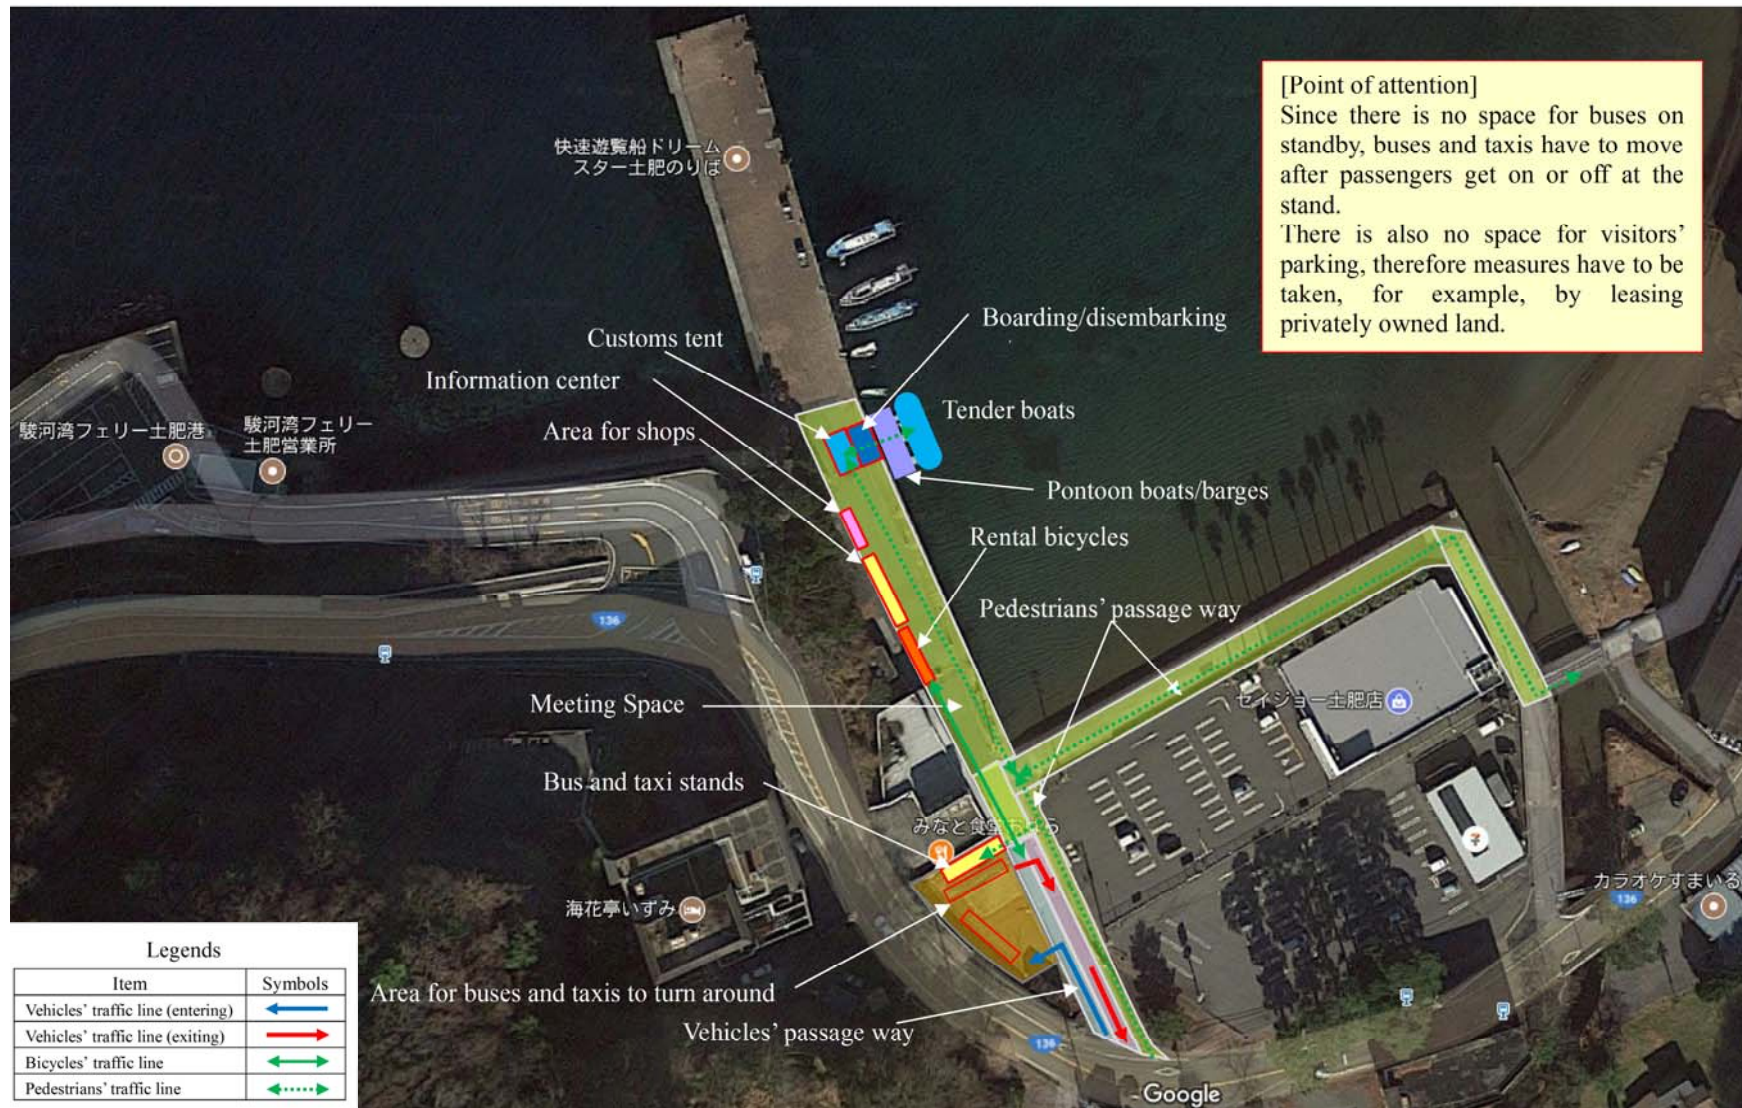 [Point of attention]
Since there is no space for buses on
standby, buses and taxis have to move
after passengers get on or off at the
stand.
There is also no space for visitors'
parking, therefore measures have to be
taken, for example, by leasing
privately owned land.
快速遊覧船ドリーム
スター土肥のりば
Boarding/disembarking
Customs tent
Information center
Tender boats
Area for shops
駿河湾フェリー土肥港
駿河湾フェリー
土肥営業所
Pontoon boats/barges
Rental bicycles
Pedestrians' passage way
136
セイジョー土肥店
Meeting Space
Bus and taxi stands
みなと食堂
海花亭いずみ
カラオケすまいる
136
Area for buses and taxis to turn around
Vehicles' passage way
136
Google
Legends
Item Symbols
Vehicles' traffic line (entering)
Vehicles' traffic line (exiting)
Bicycles' traffic line
Pedestrians' traffic line